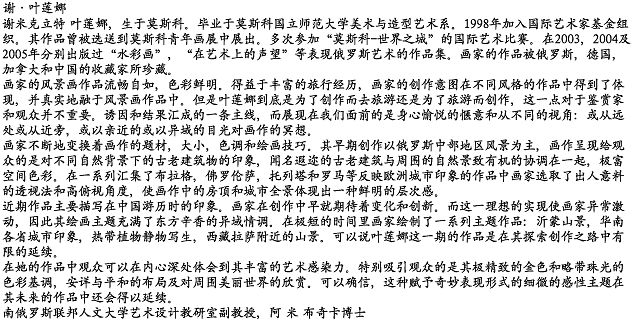 谢·叶莲娜
谢米克立特 叶莲娜，生于莫斯科。毕业于莫斯科国立师范大学美术与造型艺术系。1998年加入国际艺术家基金组
织。其作品曾被选送到莫斯科青年画展中展出。多次参加“莫斯科-世界之城”的国际艺术比赛。在2003，2004及
2005年分别出版过“水彩画”，“在艺术上的声望”等表现俄罗斯艺术的作品集。画家的作品被俄罗斯，德国，
加拿大和中国的收藏家所珍藏。
画家的风景画作品流畅自如，色彩鲜明。得益于丰富的旅行经历，画家的创作意图在不同风格的作品中得到了体
现，并真实地融于风景画作品中。但是叶莲娜到底是为了创作而去旅游还是为了旅游而创作，这一点对于鉴赏家
和观众并不重要。诱因和结果汇成的一条主线，而展现在我们面前的是身心愉悦的惬意和从不同的视角：或从远
处或从近旁，或以亲近的或以异域的目光对画作的冥想。
画家不断地变换着画作的题材，大小，色调和绘画技巧。其早期创作以俄罗斯中部地区风景为主，画作呈现给观
众的是对不同自然背景下的古老建筑物的印象，闻名遐迩的古老建筑与周围的自然景致有机的协调在一起，极富
空间色彩。在一系列汇集了布拉格，佛罗伦萨，托列塔和罗马等反映欧洲城市印象的作品中画家选取了出人意料
的透视法和高俯视角度，使画作中的房顶和城市全景体现出一种鲜明的层次感。
近期作品主要描写在中国游历时的印象。画家在创作中早就期待着变化和创新。而这一理想的实现使画家异常激
动，因此其绘画主题充满了东方辛香的异域情调。在极短的时间里画家绘制了一系列主题作品：沂蒙山景，华南
各省城市印象，热带植物静物写生，西藏拉萨附近的山景。可以说叶莲娜这一期的作品是在其探索创作之路中有
限的延续。
在她的作品中观众可以在内心深处体会到其丰富的艺术感染力。特别吸引观众的是其极精致的金色和略带珠光的
色彩基调，安详与平和的布局及对周围美丽世界的欣赏。可以确信，这种赋予奇妙表现形式的细微的感性主题在
其未来的作品中还会得以延续。
南俄罗斯联邦人文大学艺术设计教研室副教授，阿 米 布奇卡博士